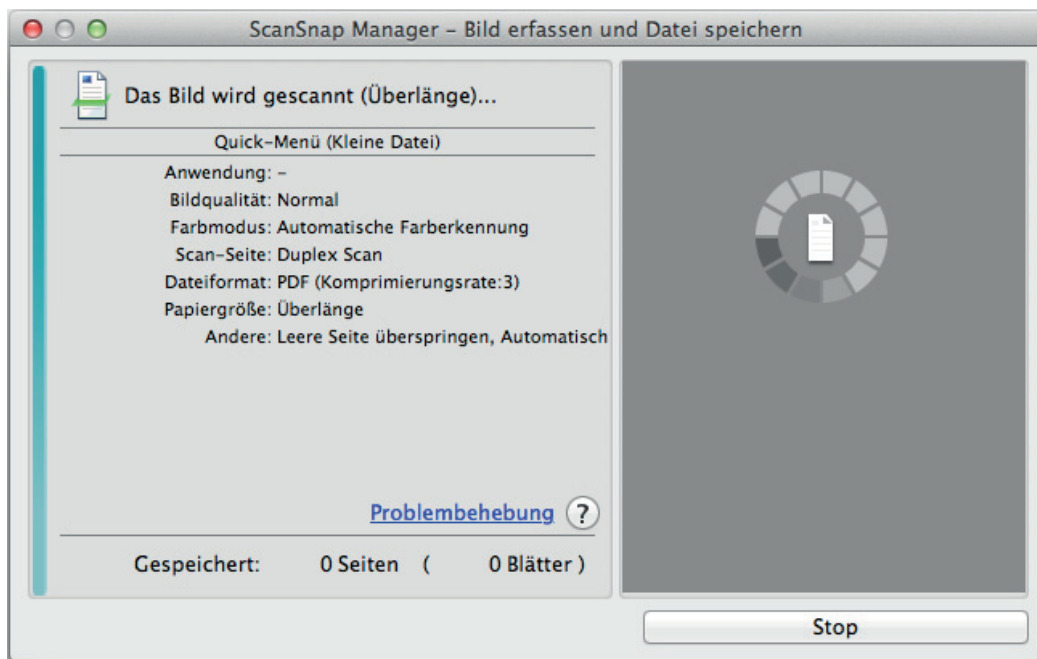 ScanSnap Manager – Bild erfassen und Datei speichern
Das Bild wird gescannt (Überlänge)...
Quick-Menü (Kleine Datei)
Anwendung: –
Bildqualität: Normal
Farbmodus: Automatische Farberkennung
Scan-Seite: Duplex Scan
Dateiformat: PDF (Komprimierungsrate:3)
Papiergröße: Überlänge
Andere: Leere Seite überspringen, Automatisch
Problembehebung ?
Gespeichert: 0 Seiten ( 0 Blätter )
Stop